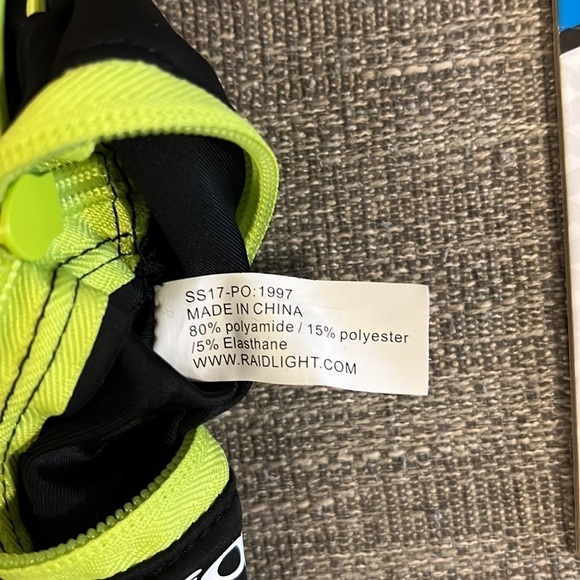 SS17-PO:1997
MADE IN CHINA
80% polyamide / 15% polyester
/5% Elasthane
WWW.RAIDLIGHT.COM